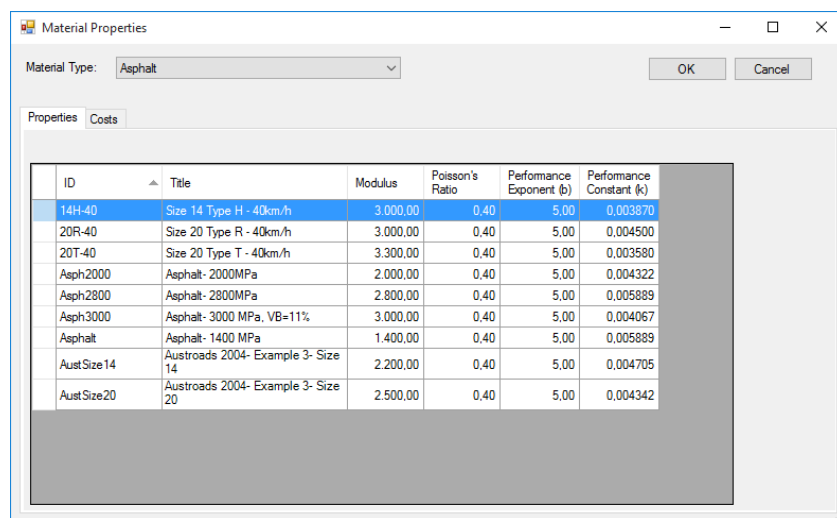 Material Properties
Material Type: Asphalt
OK Cancel
Properties Costs
ID Title Modulus Poisson's Ratio Performance Exponent (b) Performance Constant (k)
14H-40 Size 14 Type H - 40km/h 3.000,00 0,40 5,00 0,003870
20R-40 Size 20 Type R - 40km/h 3.000,00 0,40 5,00 0,004500
20T-40 Size 20 Type T - 40km/h 3.300,00 0,40 5,00 0,003580
Asph2000 Asphalt- 2000MPa 2.000,00 0,40 5,00 0,004322
Asph2800 Asphalt- 2800MPa 2.800,00 0,40 5,00 0,005889
Asph3000 Asphalt- 3000 MPa, VB=11% 3.000,00 0,40 5,00 0,004067
Asphalt Asphalt- 1400 MPa 1.400,00 0,40 5,00 0,005889
AustSize14 Austroads 2004- Example 3- Size 14 2.200,00 0,40 5,00 0,004705
AustSize20 Austroads 2004- Example 3- Size 20 2.500,00 0,40 5,00 0,004342